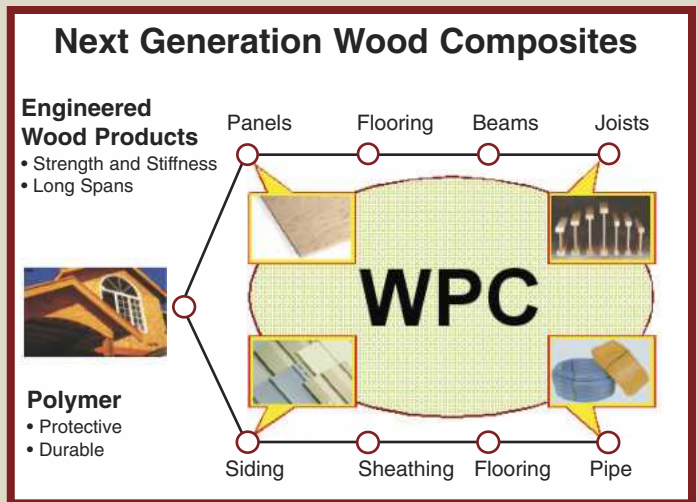 Next Generation Wood Composites
Engineered
Wood Products
• Strength and Stiffness
• Long Spans
Panels Flooring Beams Joists
WPC
Polymer
• Protective
• Durable
Siding Sheathing Flooring Pipe